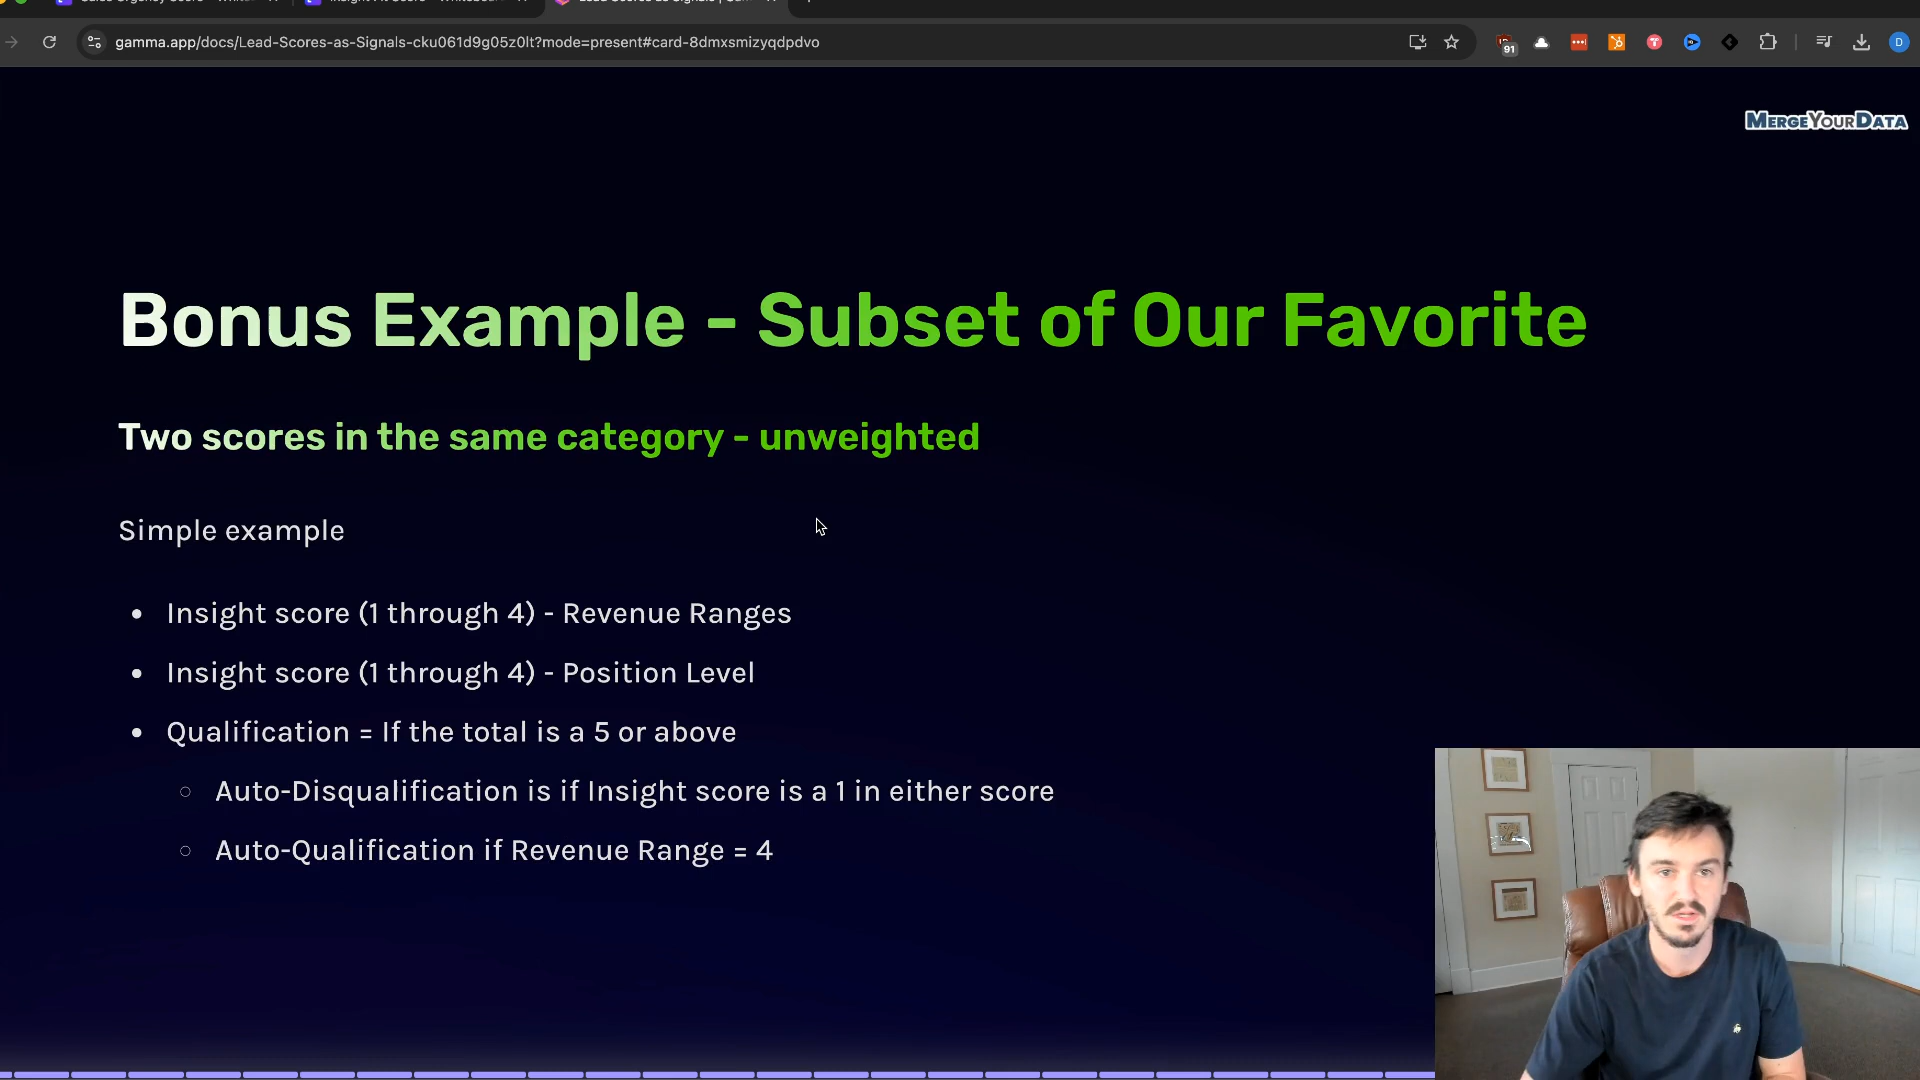 gamma.app/docs/Lead-Scores-as-Signals-cku061d9g05z0lt?mode=present#card-8dmxsmizyqdpdvo
91
D
MERGEYOURDATA
Bonus Example - Subset of Our Favorite
Two scores in the same category - unweighted
Simple example
Insight score (1 through 4) - Revenue Ranges
Insight score (1 through 4) - Position Level
Qualification = If the total is a 5 or above
Auto-Disqualification is if Insight score is a 1 in either score
Auto-Qualification if Revenue Range = 4